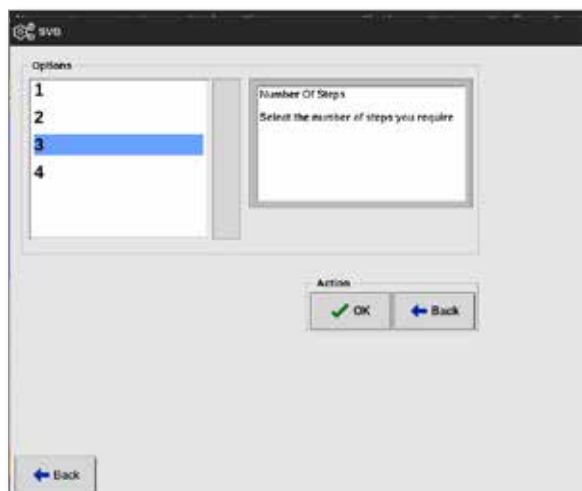 SVG
Options
1
2
3
4
Number Of Steps
Select the number of steps you require
Action
OK
Back
Back